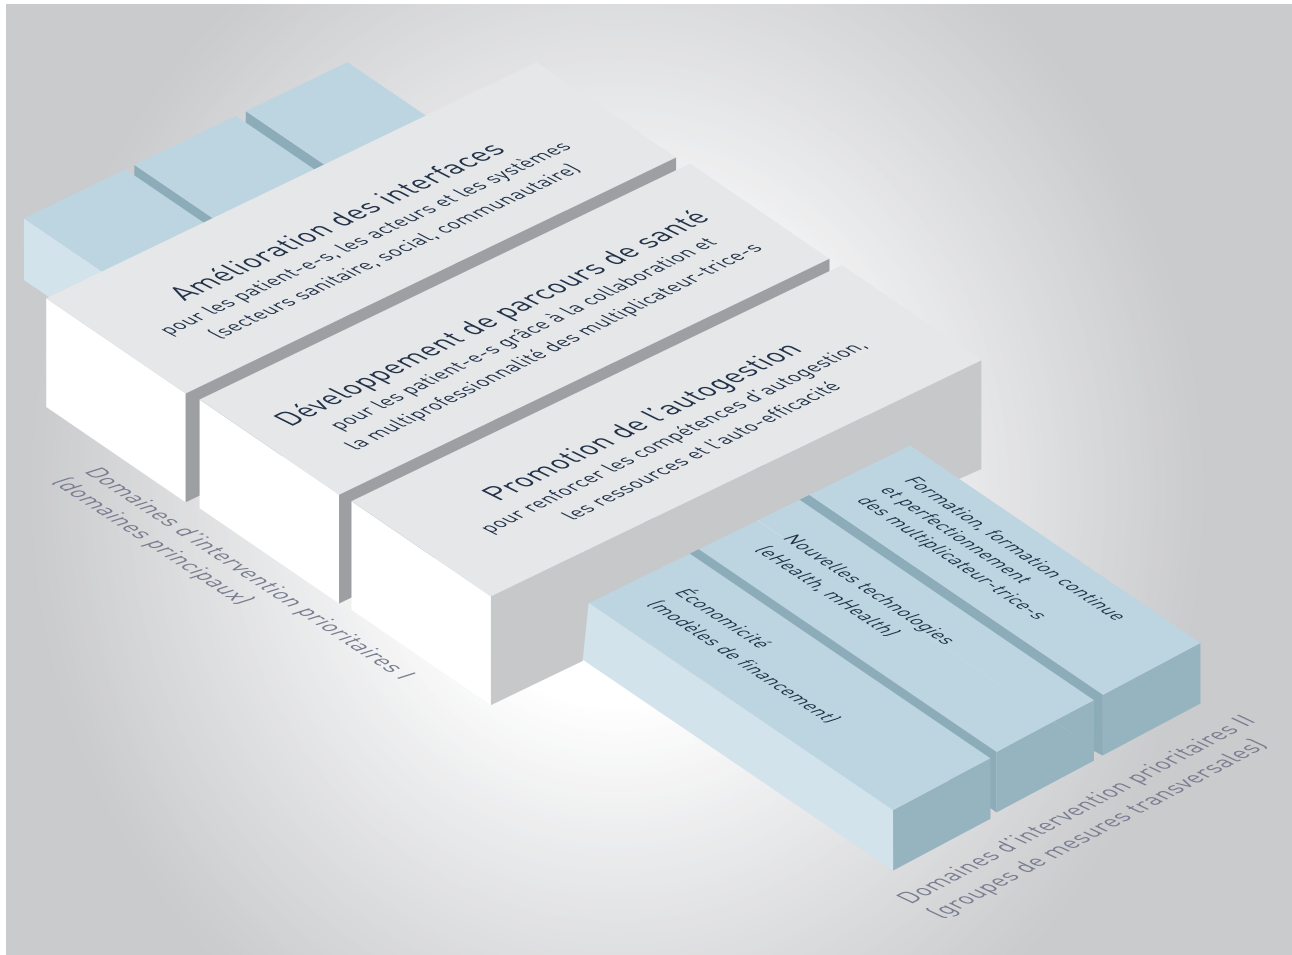 Amélioration des interfaces
pour les patient-e-s, les acteurs et les systèmes
(secteurs sanitaire, social, communautaire)
Développement de parcours de santé
pour les patient-e-s grâce à la collaboration et
la multiprofessionnalité des multiplicateur-trice-s
Promotion de l'autogestion
pour renforcer les compétences d'autogestion,
les ressources et l'auto-efficacité
Domaines d'intervention prioritaires I
(domaines principaux)
Formation, formation continue
et perfectionnement
des multiplicateur-trice-s
Nouvelles technologies
(eHealth, mHealth)
Économicité
(modèles de financement)
Domaines d'intervention prioritaires II
(groupes de mesures transversales)